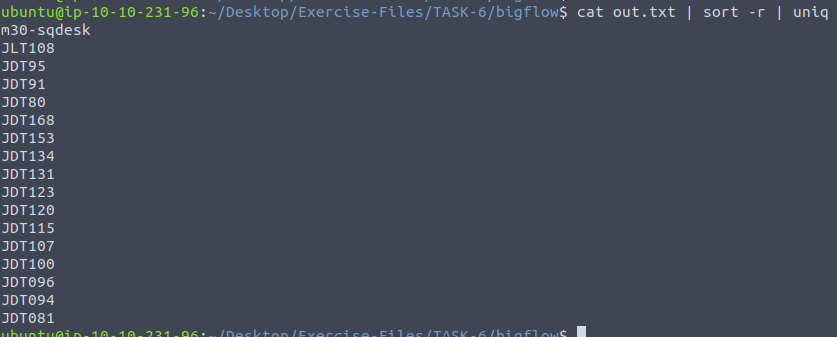 ubuntu@ip-10-10-231-96:~/Desktop/Exercise-Files/TASK-6/bigflow$ cat out.txt | sort -r | uniq
m30-sqdesk
JLT108
JDT95
JDT91
JDT80
JDT168
JDT153
JDT134
JDT131
JDT123
JDT120
JDT115
JDT107
JDT100
JDT096
JDT094
JDT081
ubuntu@ip-10-10-231-96:~/Desktop/Exercise-Files/TASK-6/bigflow$